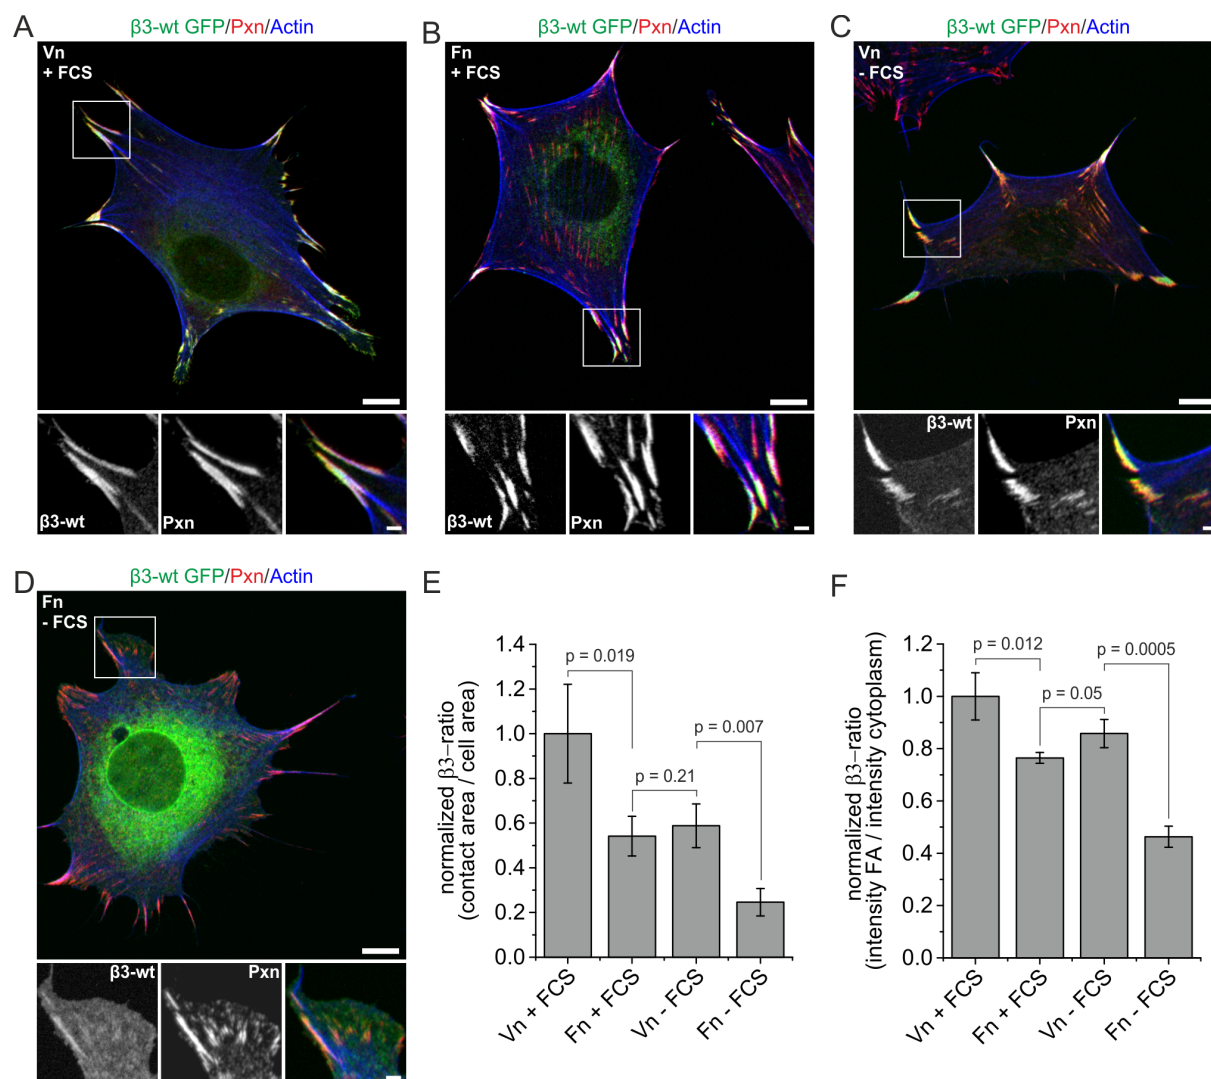 A
β3-wt GFP/Pxn/Actin
Vn
+ FCS
β3-wt
Pxn
B
β3-wt GFP/Pxn/Actin
Fn
+ FCS
β3-wt
Pxn
C
β3-wt GFP/Pxn/Actin
Vn
- FCS
β3-wt
Pxn
D
β3-wt GFP/Pxn/Actin
Fn
- FCS
β3-wt
Pxn
E
normalized β3–ratio
(contact area / cell area)
1.4
1.2
1.0
0.8
0.6
0.4
0.2
0.0
p = 0.019
p = 0.007
p = 0.21
Vn + FCS
Fn + FCS
Vn - FCS
Fn - FCS
F
normalized β3–ratio
(intensity FA / intensity cytoplasm)
1.2
1.0
0.8
0.6
0.4
0.2
0.0
p = 0.012
p = 0.0005
p = 0.05
Vn + FCS
Fn + FCS
Vn - FCS
Fn - FCS